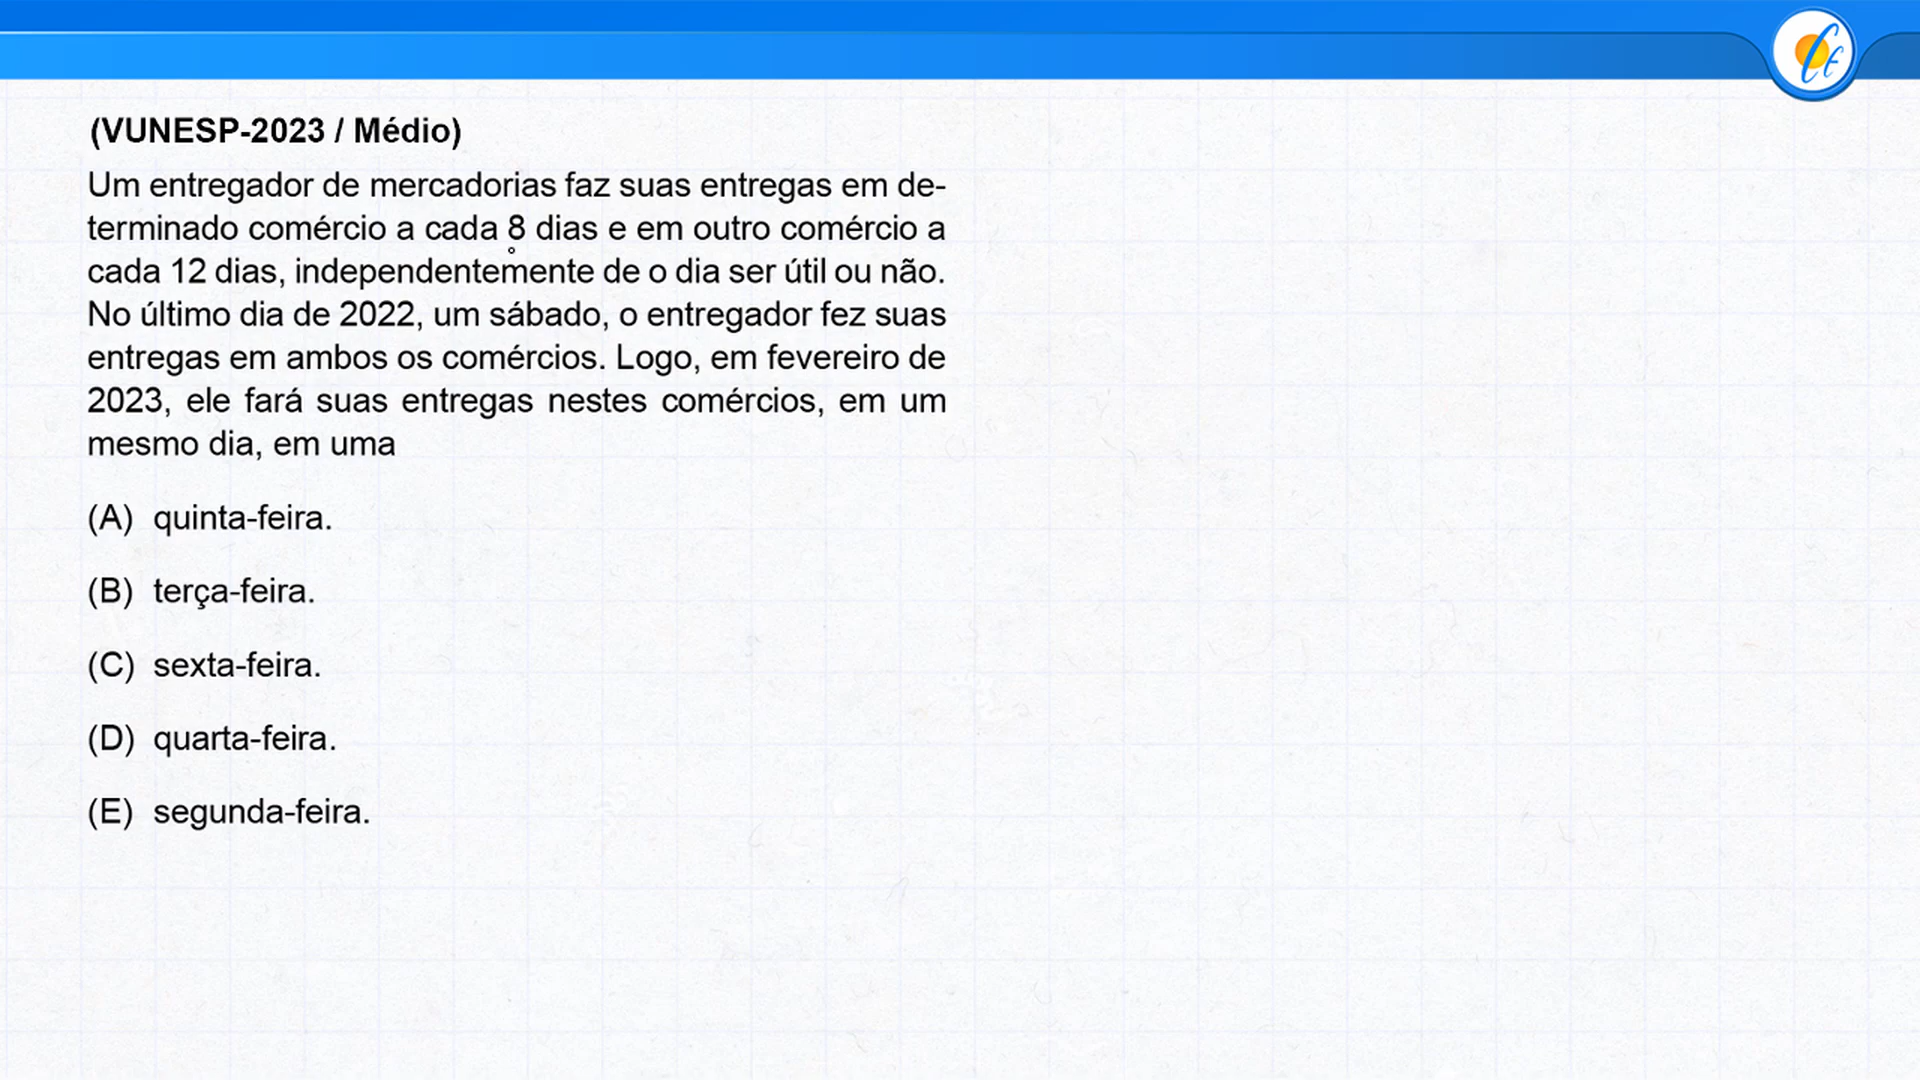 (VUNESP-2023 / Médio)
Um entregador de mercadorias faz suas entregas em de-
terminado comércio a cada 8 dias e em outro comércio a
cada 12 dias, independentemente de o dia ser útil ou não.
No último dia de 2022, um sábado, o entregador fez suas
entregas em ambos os comércios. Logo, em fevereiro de
2023, ele fará suas entregas nestes comércios, em um
mesmo dia, em uma
(A) quinta-feira.
(B) terça-feira.
(C) sexta-feira.
(D) quarta-feira.
(E) segunda-feira.